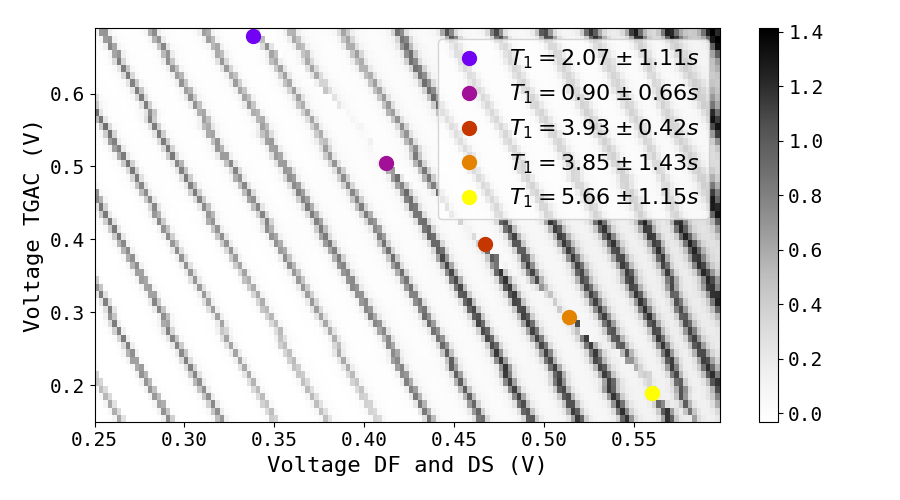 T₁ = 2.07 ± 1.11s
T₁ = 0.90 ± 0.66s
T₁ = 3.93 ± 0.42s
T₁ = 3.85 ± 1.43s
T₁ = 5.66 ± 1.15s
Voltage TGAC (V)
0.6
0.5
0.4
0.3
0.2
0.25 0.30 0.35 0.40 0.45 0.50 0.55
Voltage DF and DS (V)
1.4
1.2
1.0
0.8
0.6
0.4
0.2
0.0